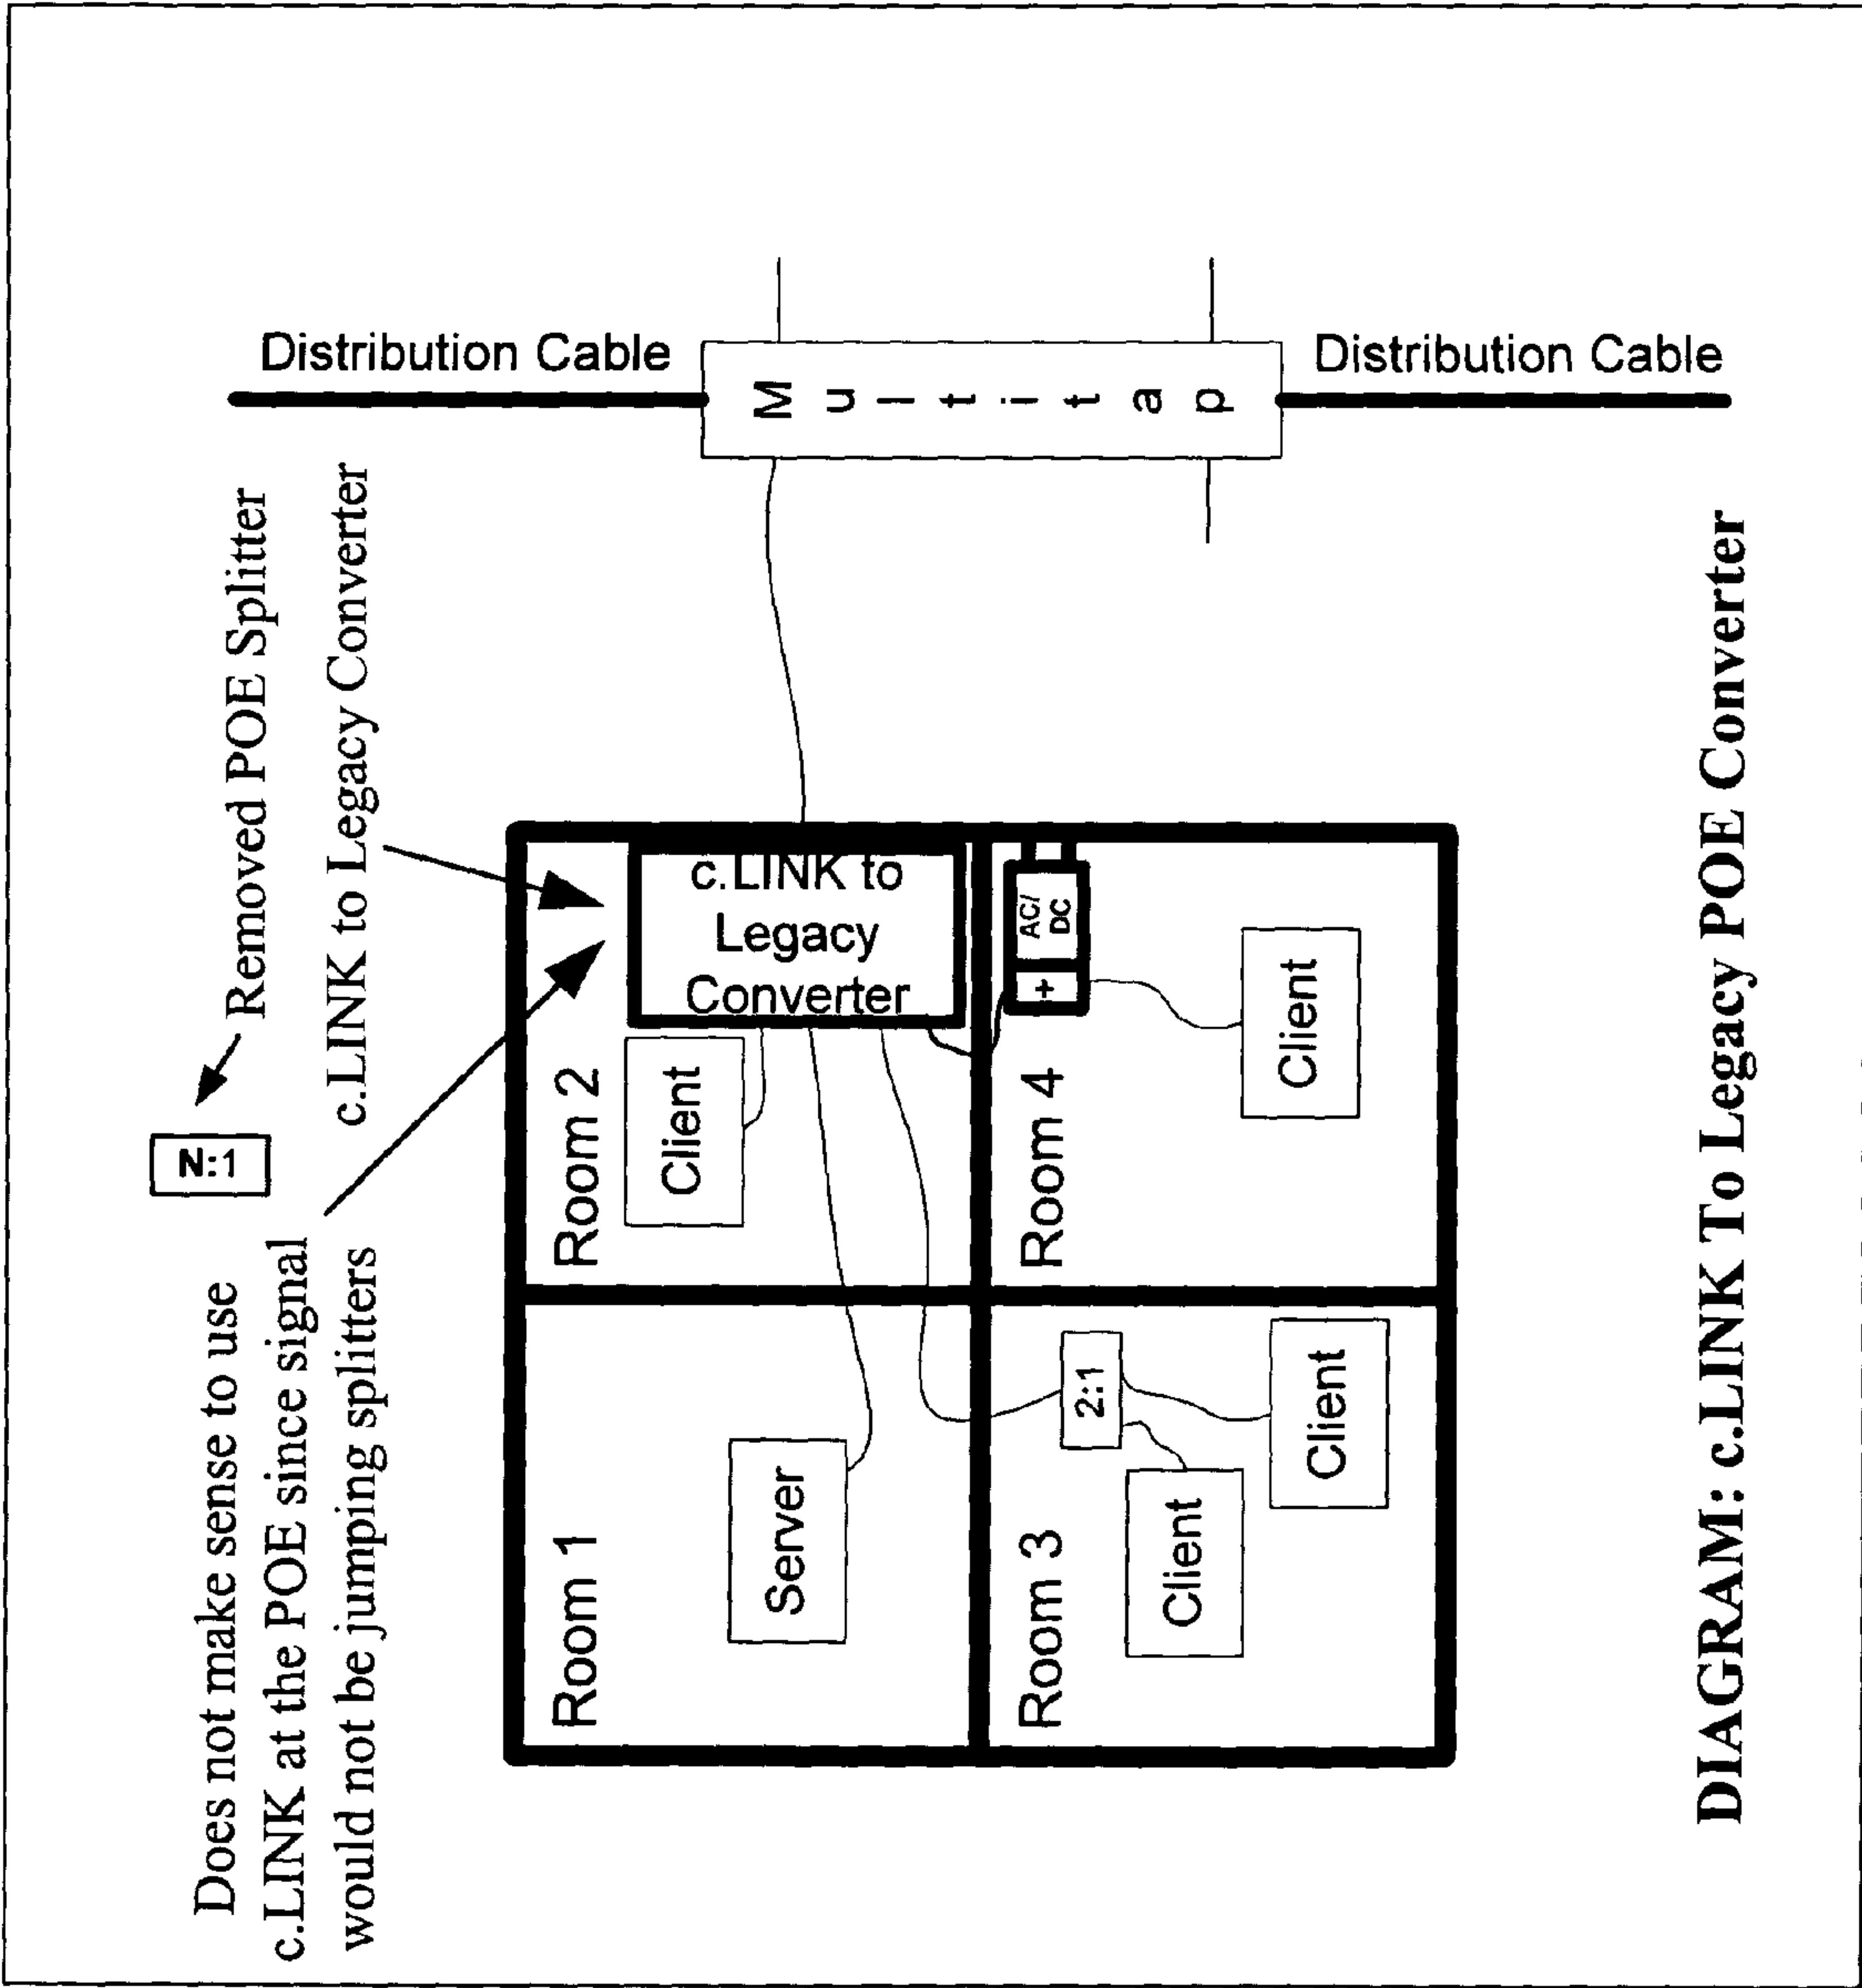 Does not make sense to use
c.LINK at the POE since signal
would not be jumping splitters
N:1
Removed POE Splitter
c.LINK to Legacy Converter
Room 1
Server
Room 2
Client
c.LINK to
Legacy
Converter
Room 3
Client
2:1
Client
Room 4
+
AC/
DC
Client
Distribution Cable
Multitap
Distribution Cable
DIAGRAM: c.LINK To Legacy POE Converter